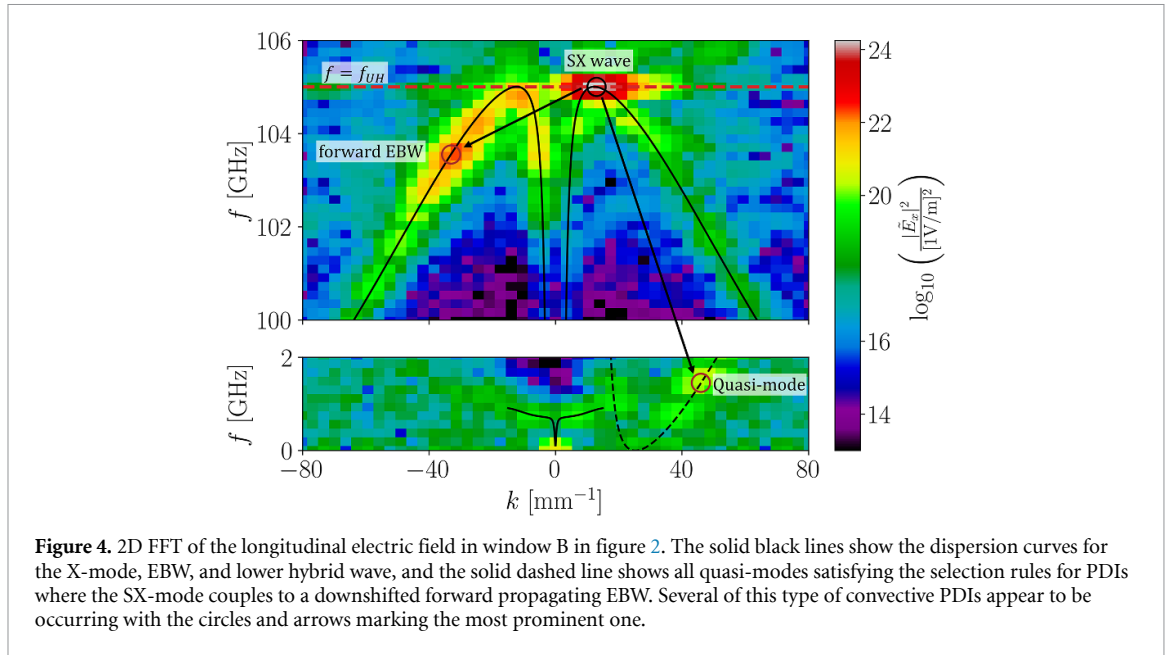 106
104
102
100
f [GHz]
f = f_UH
SX wave
forward EBW
2
0
f [GHz]
Quasi-mode
−80 −40 0 40 80
k [mm⁻¹]
24
22
20
16
14
log₁₀ (|Ẽₓ|² / [1V/m]²)
Figure 4. 2D FFT of the longitudinal electric field in window B in figure 2. The solid black lines show the dispersion curves for
the X-mode, EBW, and lower hybrid wave, and the solid dashed line shows all quasi-modes satisfying the selection rules for PDIs
where the SX-mode couples to a downshifted forward propagating EBW. Several of this type of convective PDIs appear to be
occurring with the circles and arrows marking the most prominent one.